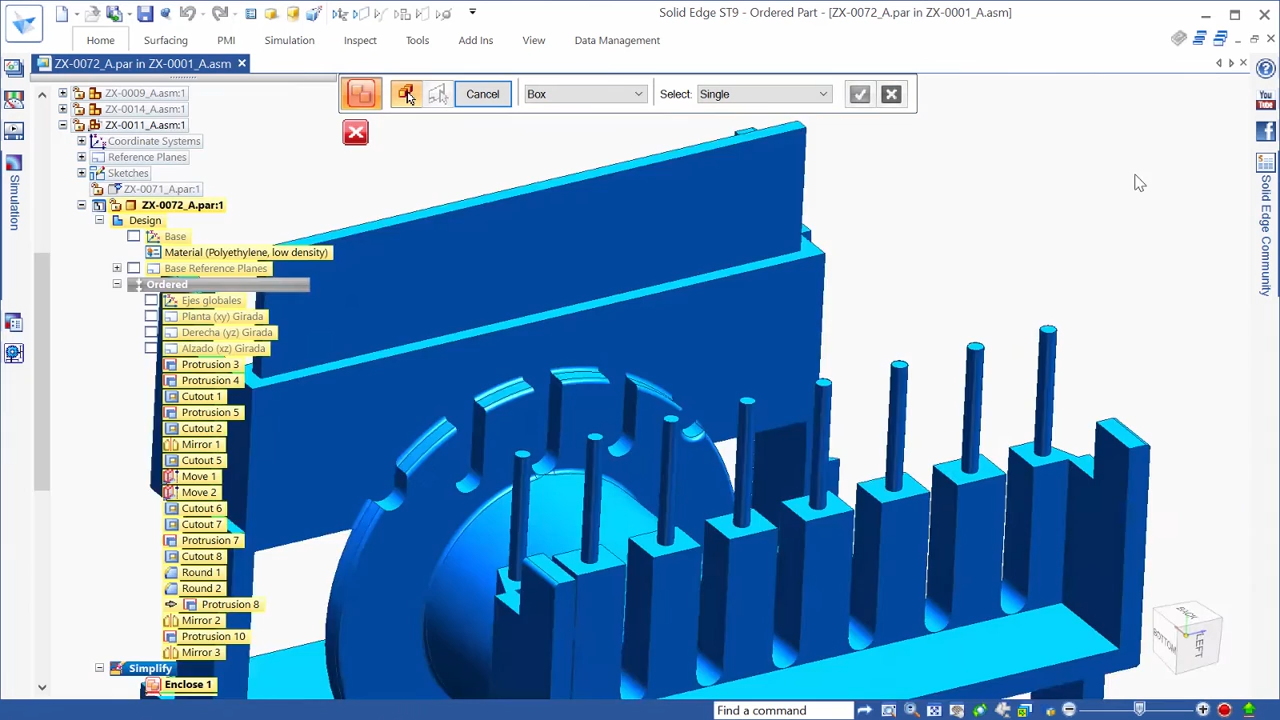 Solid Edge ST9 - Ordered Part - [ZX-0072_A.par in ZX-0001_A.asm]
Home
Surfacing
PMI
Simulation
Inspect
Tools
Add Ins
View
Data Management
ZX-0072_A.par in ZX-0001_A.asm
Cancel
Box
Select:
Single
ZX-0009_A.asm:1
ZX-0014_A.asm:1
ZX-0011_A.asm:1
Coordinate Systems
Reference Planes
Sketches
ZX-0071_A.par:1
ZX-0072_A.par:1
Design
Base
Material (Polyethylene, low density)
Base Reference Planes
Ordered
Ejes globales
Planta (xy) Girada
Derecha (yz) Girada
Alzado (xz) Girada
Protrusion 3
Protrusion 4
Cutout 1
Protrusion 5
Cutout 2
Mirror 1
Cutout 5
Move 1
Move 2
Cutout 6
Cutout 7
Protrusion 7
Cutout 8
Round 1
Round 2
Protrusion 8
Mirror 2
Protrusion 10
Mirror 3
Simplify
Enclose 1
Simulation
You
Tube
Solid Edge Community
BACK
BOTTOM
LEFT
Find a command